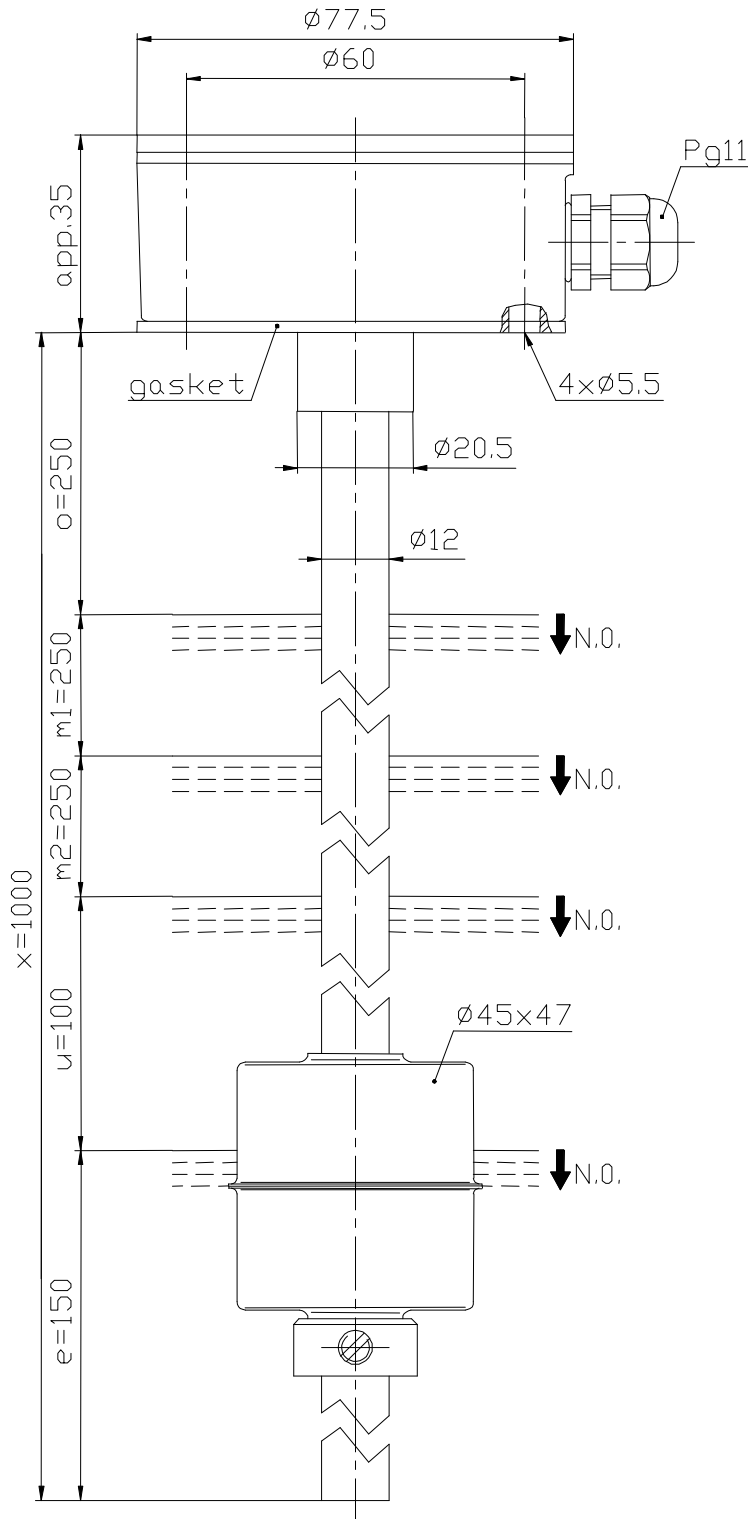 Ø77.5
Ø60
Pg11
app.35
gasket
4xØ5.5
Ø20.5
o=250
Ø12
N.O.
m1=250
N.O.
m2=250
N.O.
x=1000
u=100
Ø45x47
N.O.
e=150